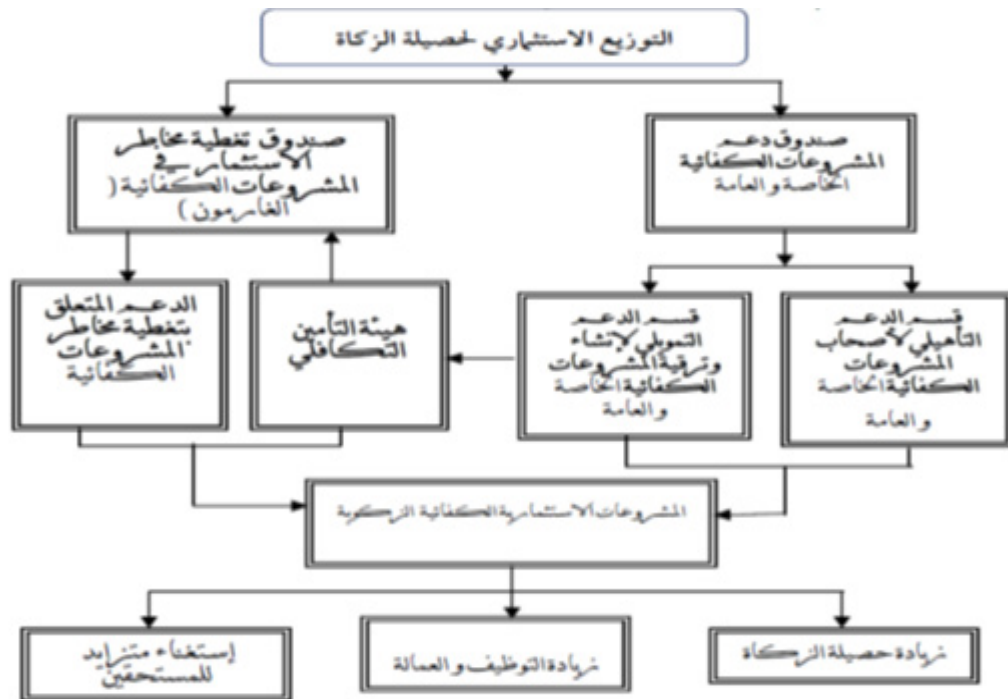 التوزيع الاستثماري لحصيلة الزكاة
صندوق دعم
المشروعات الكفائية
الخاصة والعامة
صندوق تغطية مخاطر
الاستثمار في
المشروعات الكفائية (
الغارمون )
قسم الدعم
التأهيلي لأصحاب
المشروعات
الكفائية الخاصة
والعامة
قسم الدعم
التمويلي لإنشاء
وترقية المشروعات
الكفائية الخاصة
والعامة
هيئة التأمين
التكافلي
الدعم المتعلق
بتغطية مخاطر
المشروعات
الكفائية
المشروعات الاستثمارية الكفائية الزكوية
زيادة حصيلة الزكاة
زيادة التوظيف والعمالة
إستغناء متزايد
للمستحقين